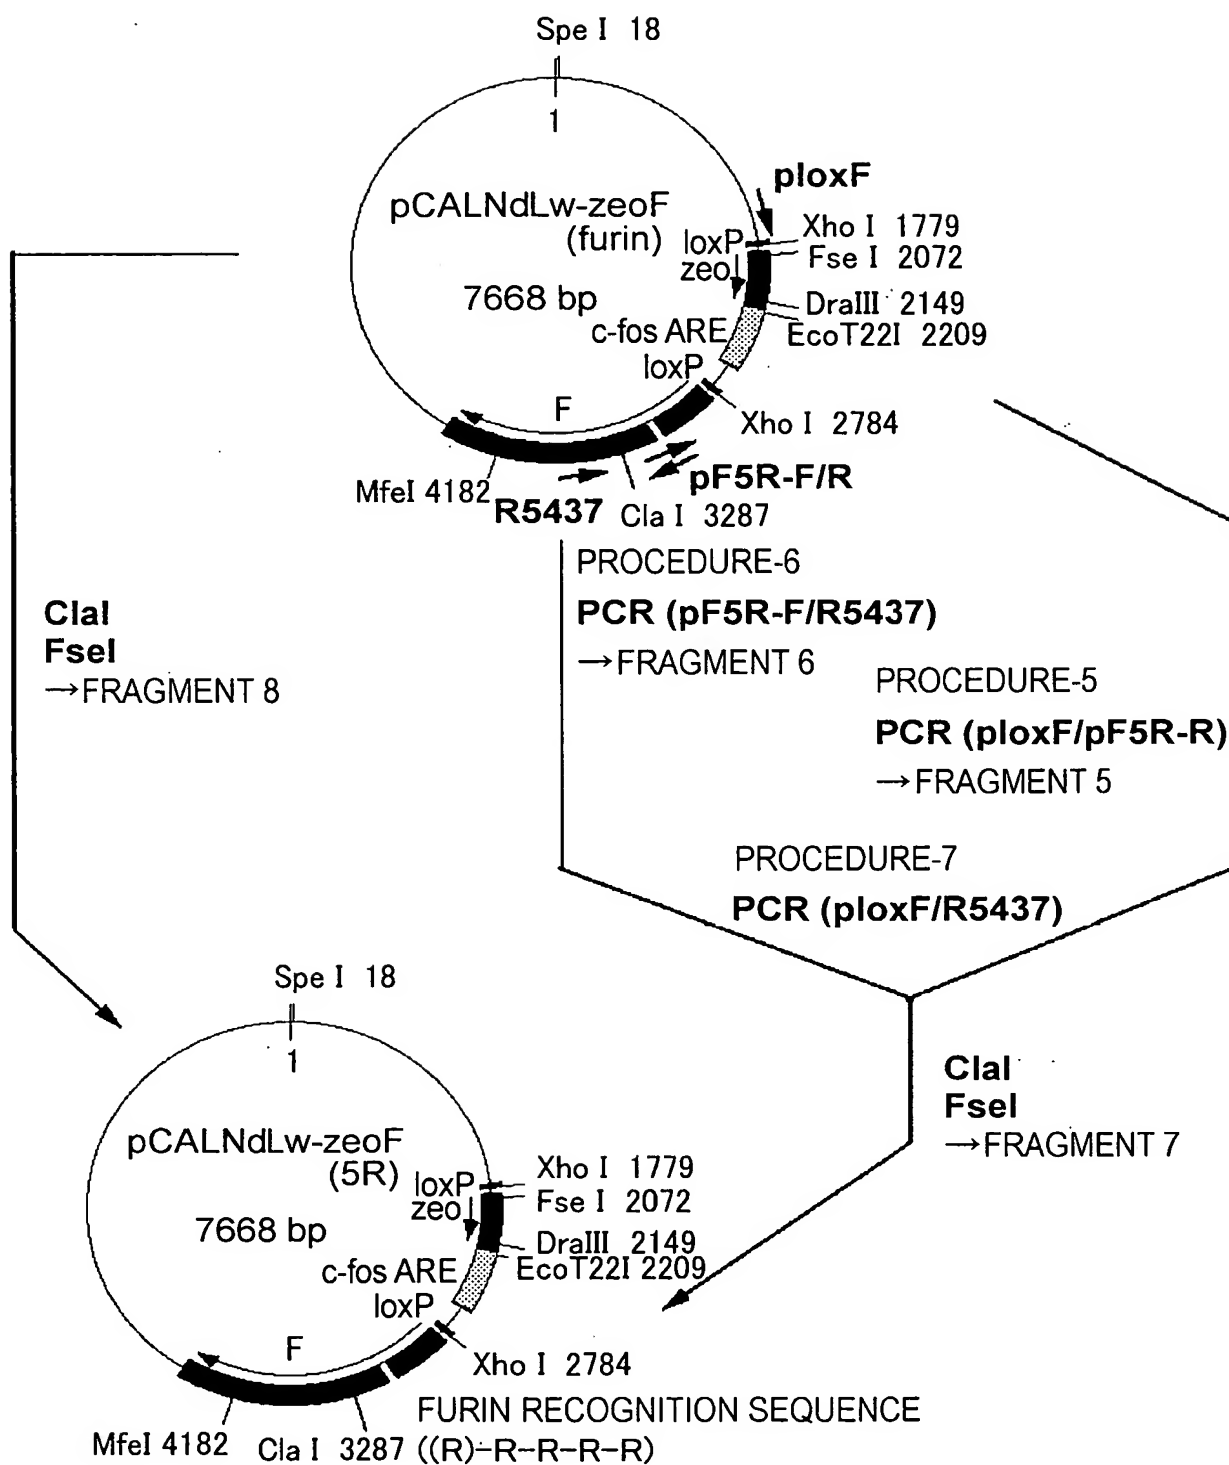 Spe I 18
1
pCALNdLw-zeoF
(furin)
7668 bp
ploxF
loxP
zeo
Xho I 1779
Fse I 2072
DraIII 2149
EcoT22I 2209
c-fos ARE
loxP
F
Xho I 2784
pF5R-F/R
MfeI 4182
R5437
Cla I 3287
PROCEDURE-6
PCR (pF5R-F/R5437)
→FRAGMENT 6
ClaI
FseI
→FRAGMENT 8
PROCEDURE-5
PCR (ploxF/pF5R-R)
→FRAGMENT 5
PROCEDURE-7
PCR (ploxF/R5437)
ClaI
FseI
→FRAGMENT 7
Spe I 18
1
pCALNdLw-zeoF
(5R)
7668 bp
loxP
zeo
Xho I 1779
Fse I 2072
DraIII 2149
EcoT22I 2209
c-fos ARE
loxP
F
Xho I 2784
MfeI 4182
Cla I 3287
FURIN RECOGNITION SEQUENCE
((R)-R-R-R-R)